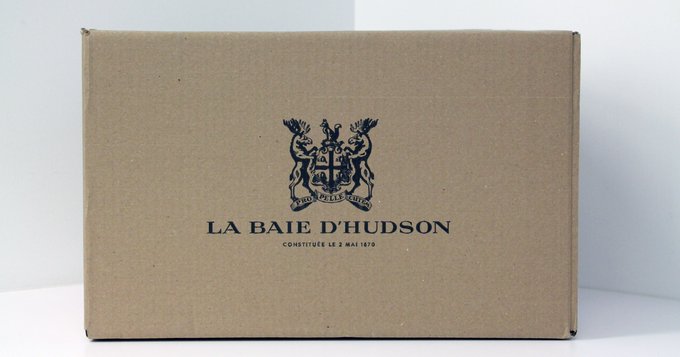 PRO PELLE CUTEM
LA BAIE D'HUDSON
CONSTITUÉE LE 2 MAI 1670